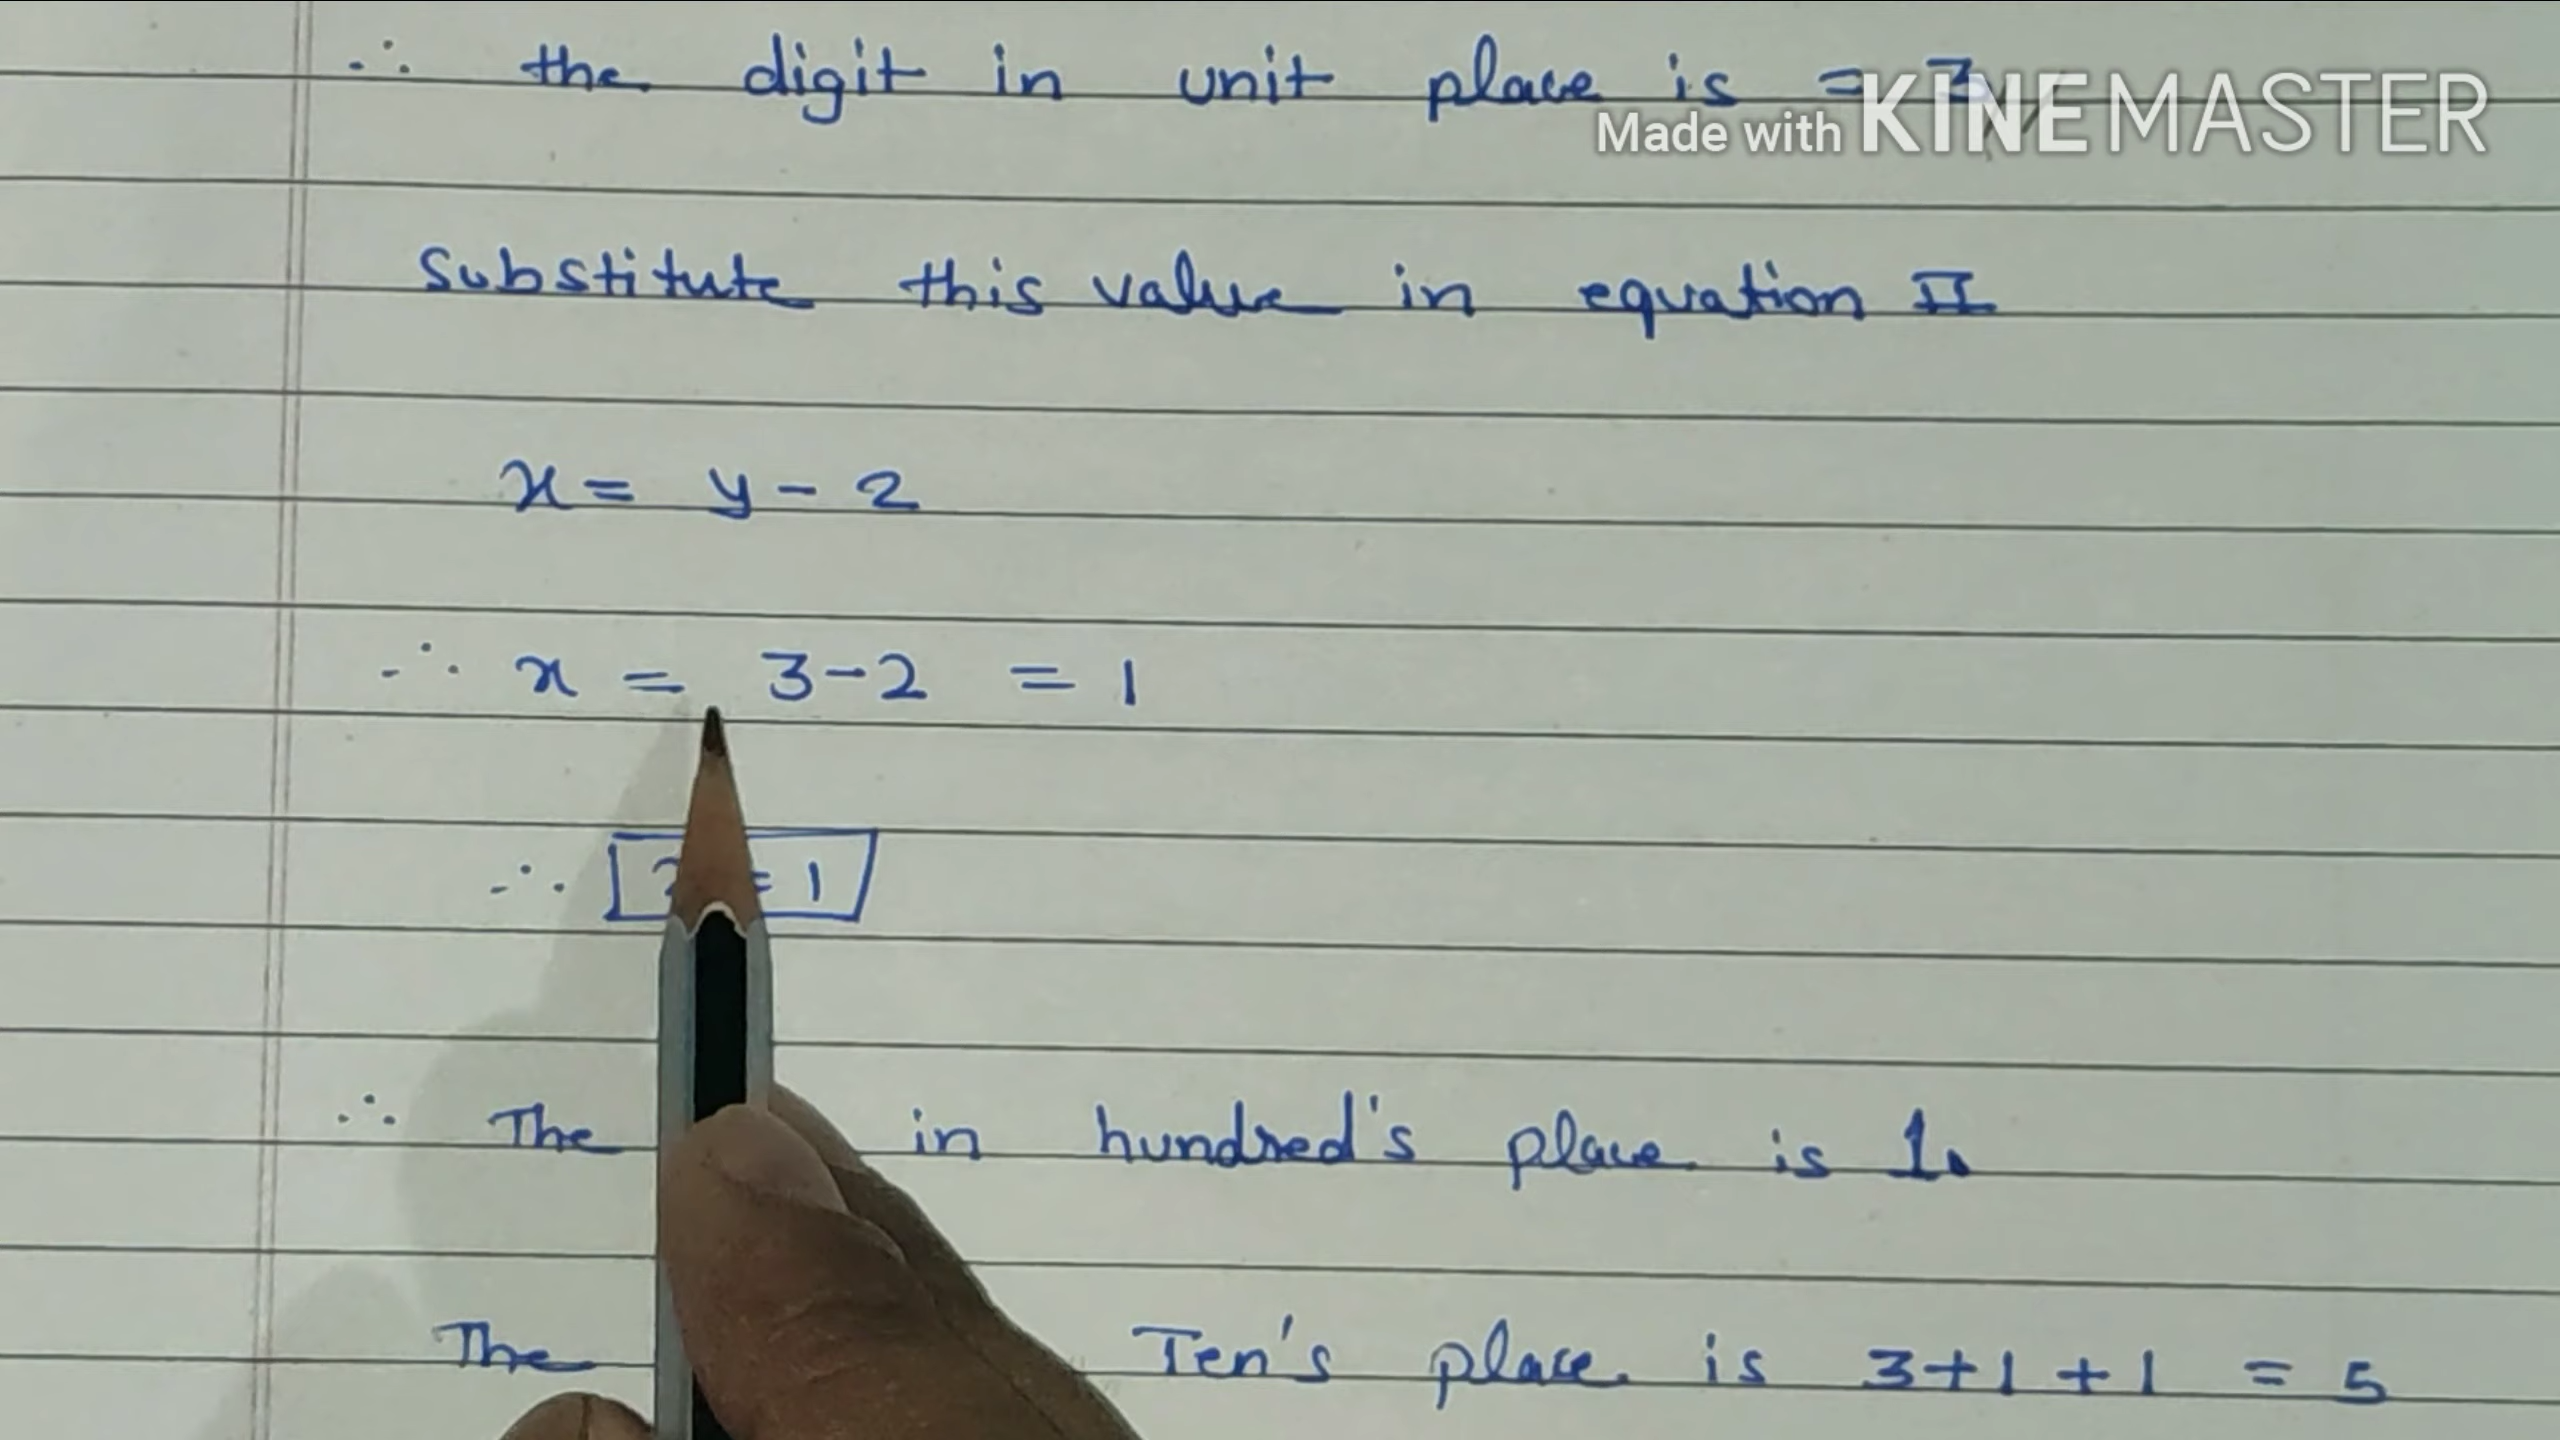 ∴ the digit in unit place is = 3
Made with KINEMASTER
Substitute this value in equation II
x = y - 2
∴ x = 3-2 = 1
∴ = 1
∴ The in hundred's place is 1.
The Ten's place is 3+1+1 = 5